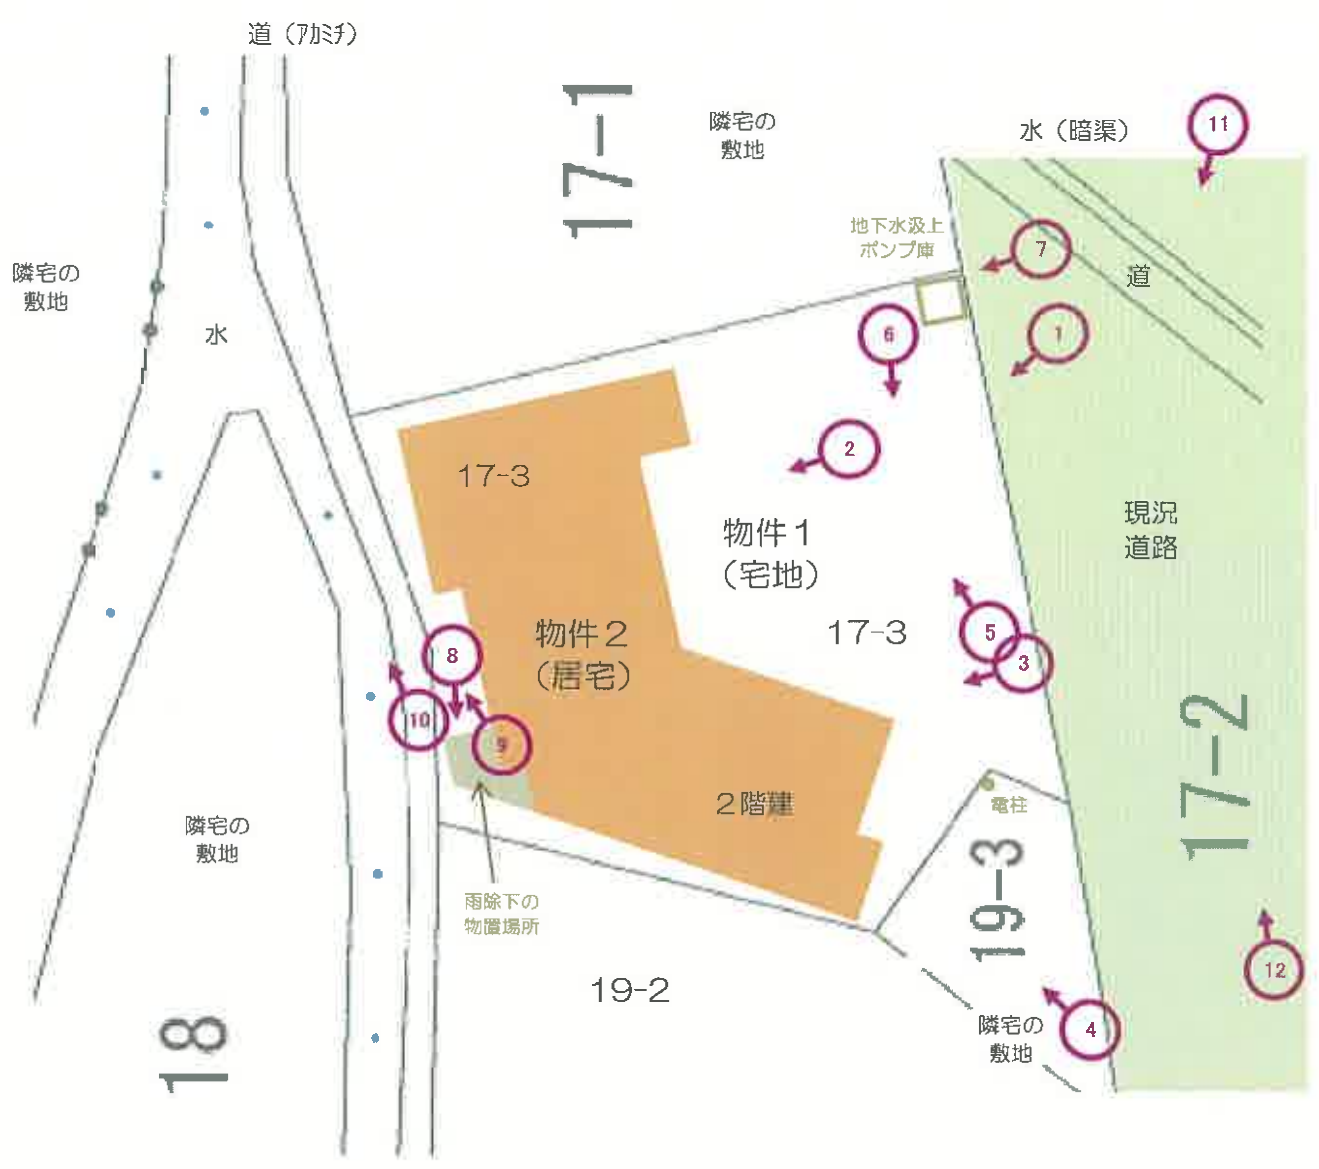 道（アカミチ）
17-1
隣宅の
敷地
水（暗渠）
11
地下水汲上
ポンプ庫
7
道
隣宅の
敷地
水
6
1
2
17-3
現況
道路
物件１
（宅地）
17-3
5
3
物件２
（居宅）
8
10
9
17-2
２階建
電柱
隣宅の
敷地
19-3
雨除下の
物置場所
12
19-2
18
隣宅の
敷地
4